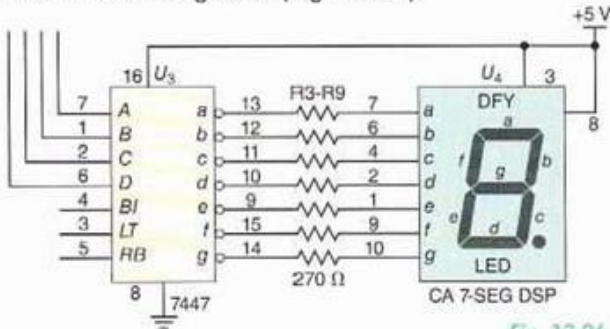 +5 V
16 U₃
R3-R9
U₄ 3
7 A a 13 7 a DFY
a
1 B b 12 6 b f b
8
2 C c 11 4 c
6 D d 10 2 d g
4 BI e 9 1 e e c
3 LT f 15 9 f d
5 RB g 14 10 g LED
270 Ω
8 7447
CA 7-SEG DSP